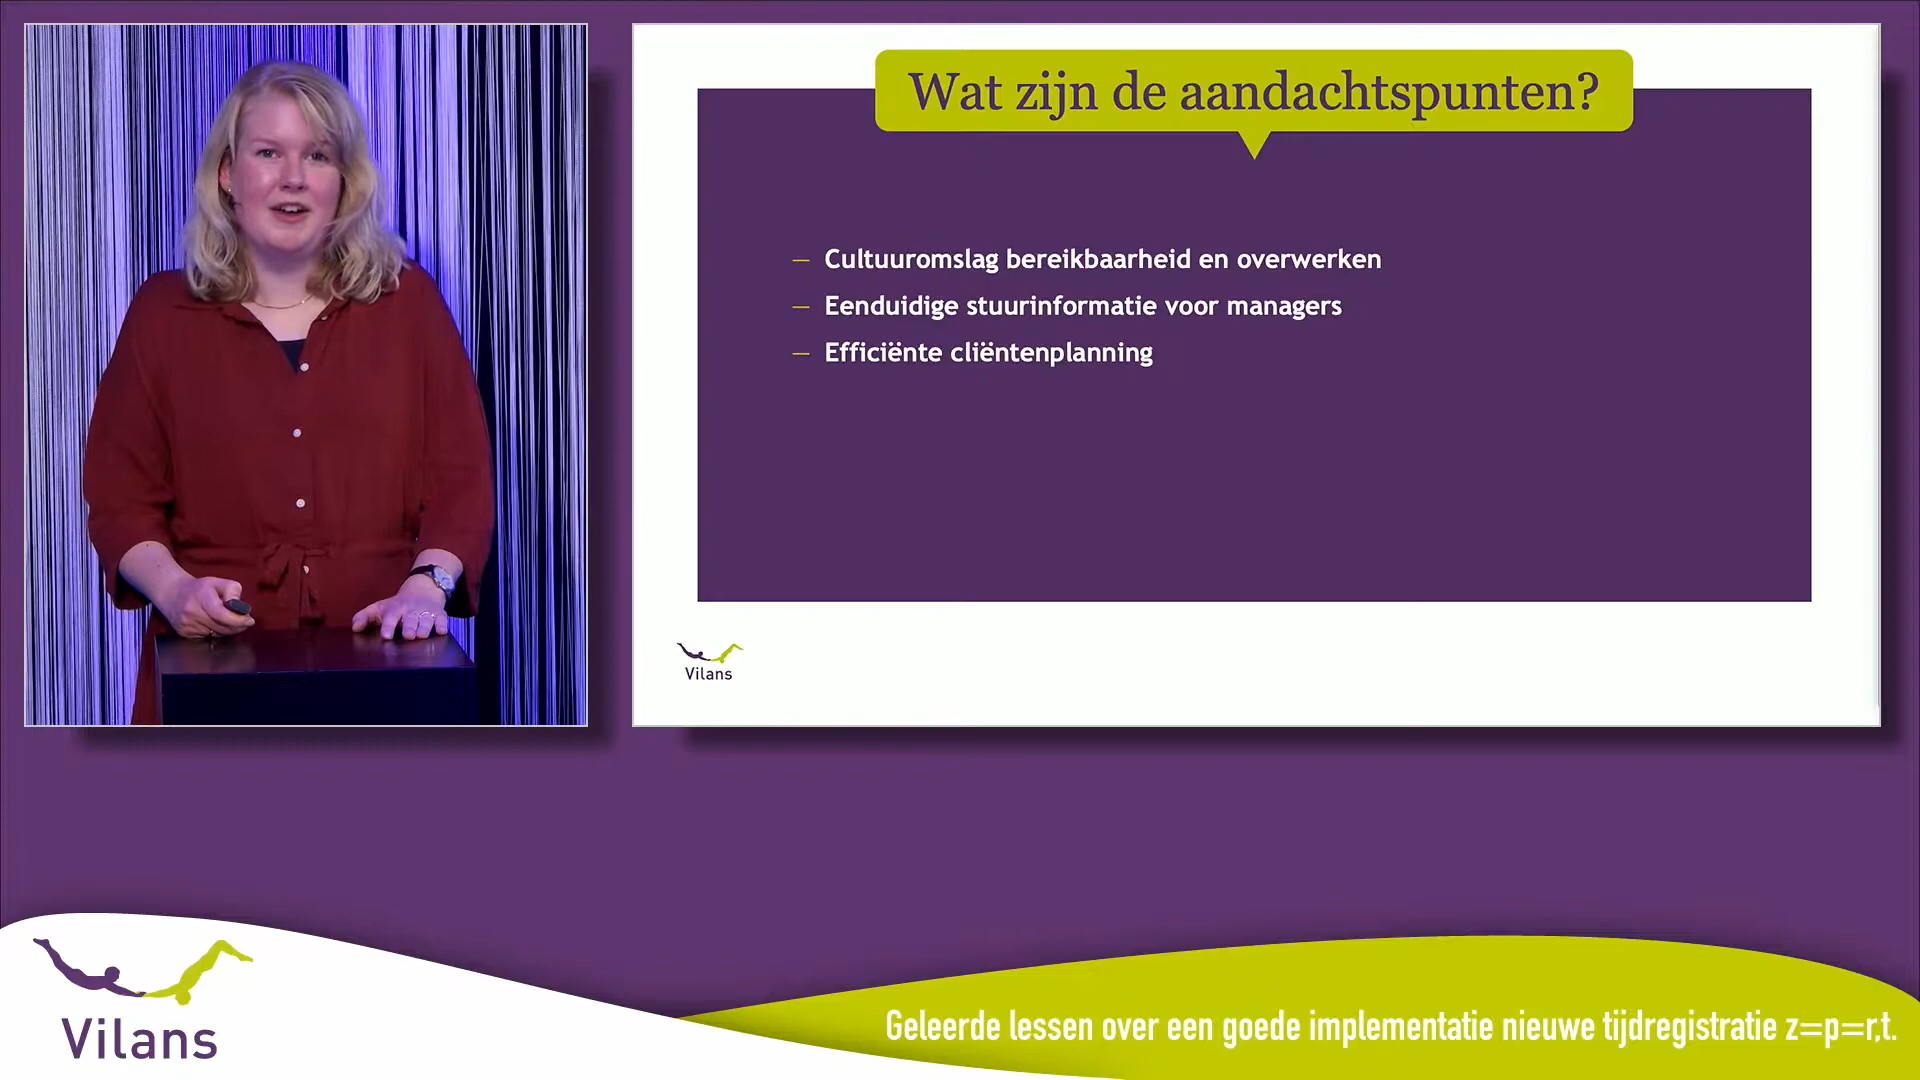 Wat zijn de aandachtspunten?
– Cultuuromslag bereikbaarheid en overwerken
– Eenduidige stuurinformatie voor managers
– Efficiënte cliëntenplanning
Vilans
Vilans
Geleerde lessen over een goede implementatie nieuwe tijdregistratie z=p=r,t.